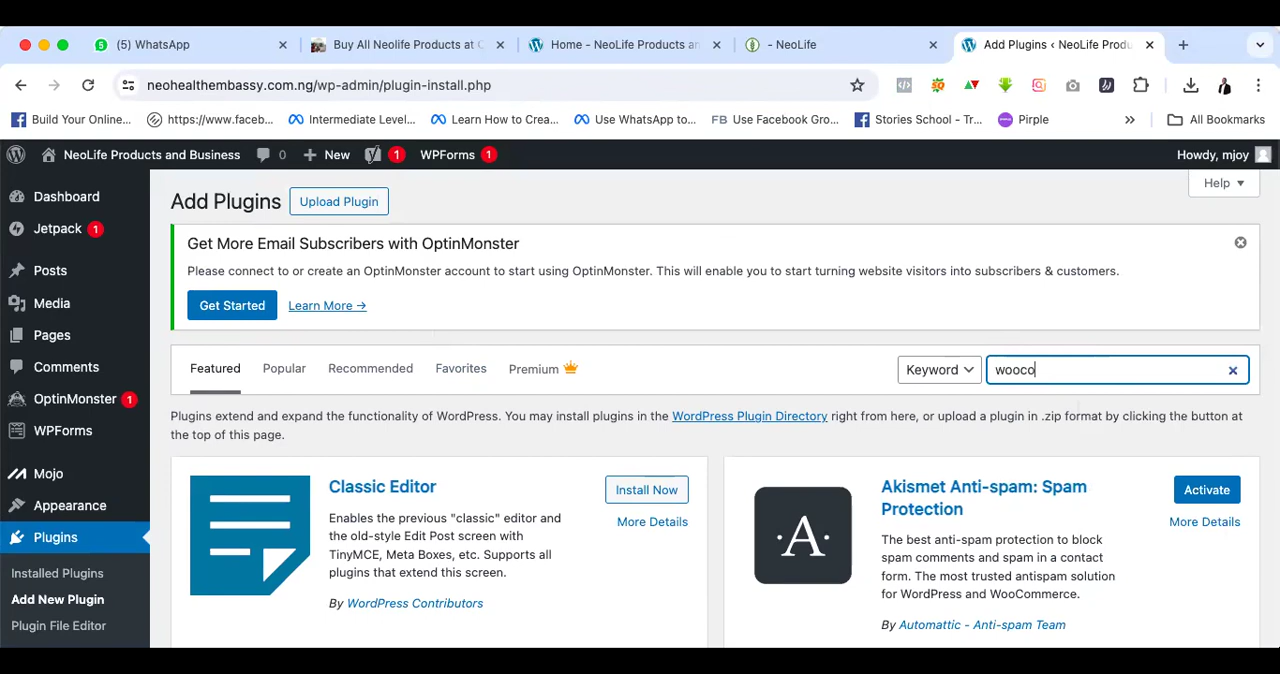 (5) WhatsApp
Buy All Neolife Products at C
Home - NeoLife Products an
- NeoLife
Add Plugins < NeoLife Produ
neohealthembassy.com.ng/wp-admin/plugin-install.php
Build Your Online...
https://www.faceb...
Intermediate Level...
Learn How to Crea...
Use WhatsApp to...
FB Use Facebook Gro...
Stories School - Tr...
Pirple
»
All Bookmarks
NeoLife Products and Business
0
New
1
WPForms 1
Howdy, mjoy
Dashboard
Jetpack 1
Posts
Media
Pages
Comments
OptinMonster 1
WPForms
Mojo
Appearance
Plugins
Installed Plugins
Add New Plugin
Plugin File Editor
Help
Add Plugins
Upload Plugin
Get More Email Subscribers with OptinMonster
Please connect to or create an OptinMonster account to start using OptinMonster. This will enable you to start turning website visitors into subscribers & customers.
Get Started
Learn More →
Featured
Popular
Recommended
Favorites
Premium
Keyword
wooco
Plugins extend and expand the functionality of WordPress. You may install plugins in the WordPress Plugin Directory right from here, or upload a plugin in .zip format by clicking the button at
the top of this page.
Classic Editor
Install Now
More Details
Enables the previous "classic" editor and
the old-style Edit Post screen with
TinyMCE, Meta Boxes, etc. Supports all
plugins that extend this screen.
By WordPress Contributors
·A·
Akismet Anti-spam: Spam
Protection
Activate
More Details
The best anti-spam protection to block
spam comments and spam in a contact
form. The most trusted antispam solution
for WordPress and WooCommerce.
By Automattic - Anti-spam Team